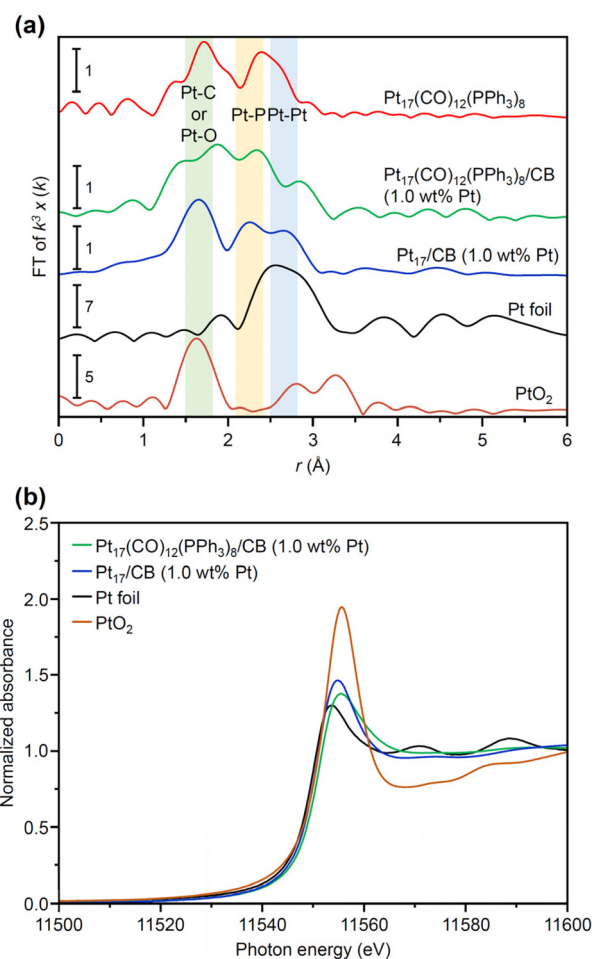 (a)
1
Pt-C
or
Pt-O
Pt-P
Pt-Pt
Pt17(CO)12(PPh3)8
1
Pt17(CO)12(PPh3)8/CB
(1.0 wt% Pt)
1
Pt17/CB (1.0 wt% Pt)
7
Pt foil
5
PtO2
FT of k3 x (k)
0 1 2 3 4 5 6
r (Å)
(b)
2.5
2.0
1.5
1.0
0.5
0.0
Pt17(CO)12(PPh3)8/CB (1.0 wt% Pt)
Pt17/CB (1.0 wt% Pt)
Pt foil
PtO2
Normalized absorbance
11500 11520 11540 11560 11580 11600
Photon energy (eV)